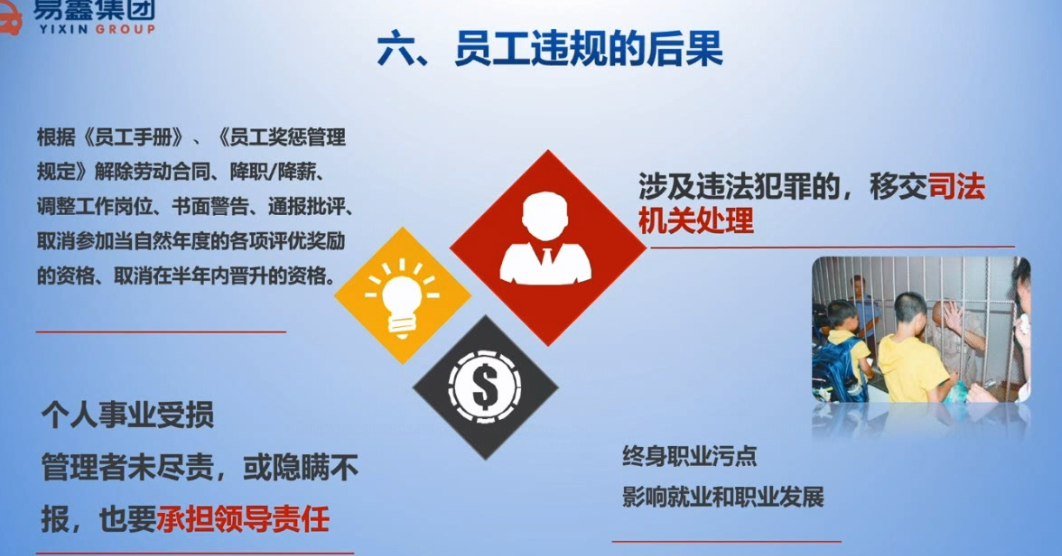 易鑫集团
YIXIN GROUP
六、员工违规的后果
根据《员工手册》、《员工奖惩管理
规定》解除劳动合同、降职/降薪、
调整工作岗位、书面警告、通报批评、
取消参加当自然年度的各项评优奖励
的资格、取消在半年内晋升的资格。
涉及违法犯罪的，移交司法
机关处理
$
个人事业受损
管理者未尽责，或隐瞒不
报，也要承担领导责任
终身职业污点
影响就业和职业发展